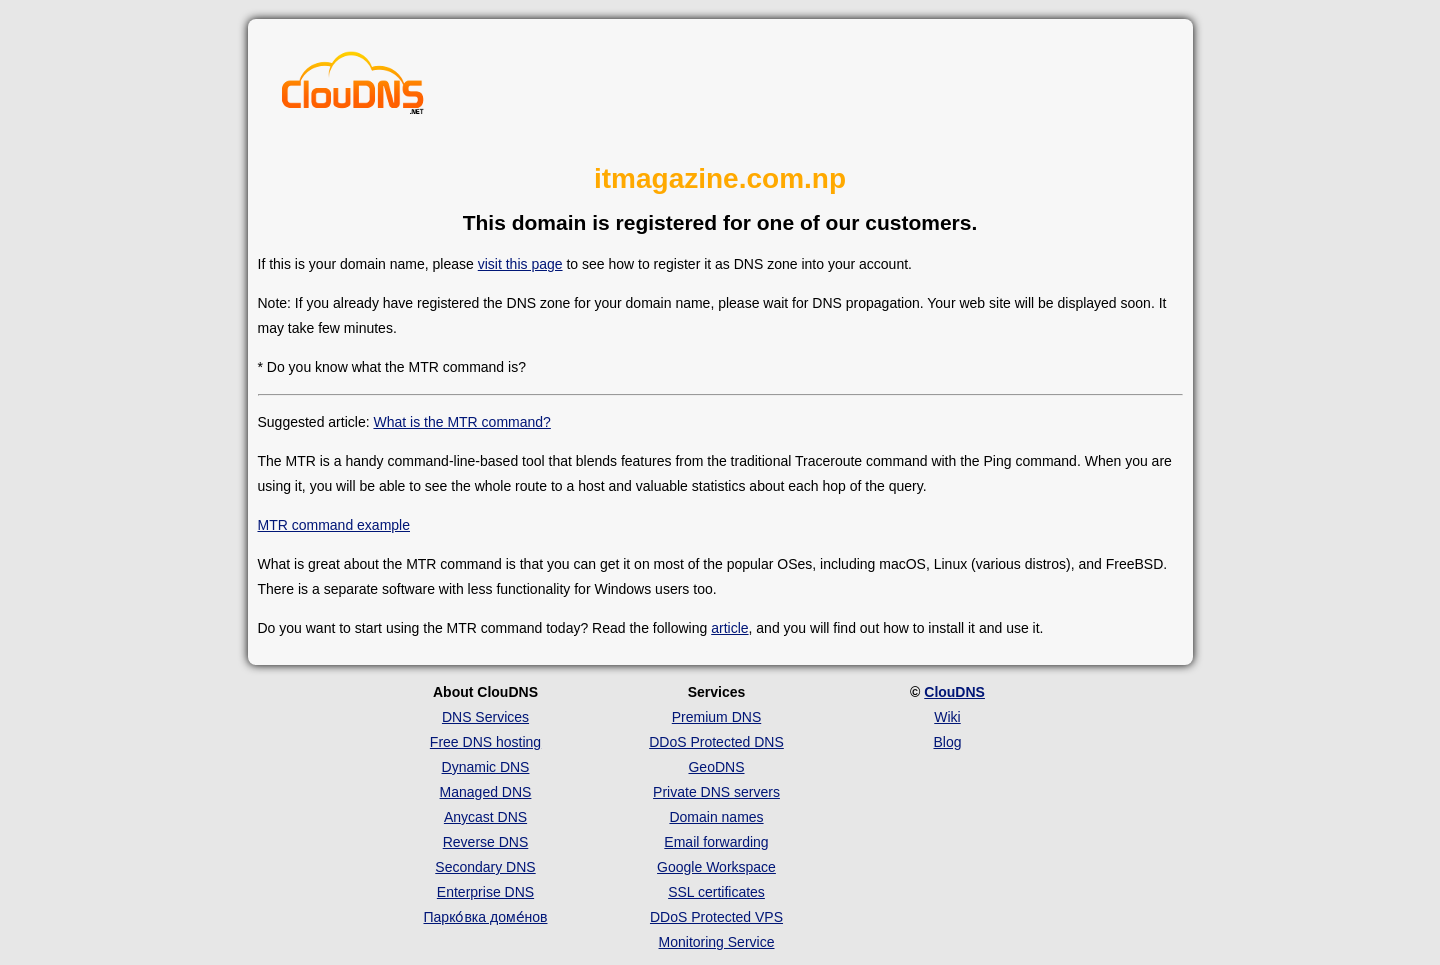 ClouDNS
.NET
itmagazine.com.np
This domain is registered for one of our customers.
If this is your domain name, please visit this page to see how to register it as DNS zone into your account.
Note: If you already have registered the DNS zone for your domain name, please wait for DNS propagation. Your web site will be displayed soon. It
may take few minutes.
* Do you know what the MTR command is?
Suggested article: What is the MTR command?
The MTR is a handy command-line-based tool that blends features from the traditional Traceroute command with the Ping command. When you are
using it, you will be able to see the whole route to a host and valuable statistics about each hop of the query.
MTR command example
What is great about the MTR command is that you can get it on most of the popular OSes, including macOS, Linux (various distros), and FreeBSD.
There is a separate software with less functionality for Windows users too.
Do you want to start using the MTR command today? Read the following article, and you will find out how to install it and use it.
About ClouDNS
DNS Services
Free DNS hosting
Dynamic DNS
Managed DNS
Anycast DNS
Reverse DNS
Secondary DNS
Enterprise DNS
Парко́вка доме́нов
Services
Premium DNS
DDoS Protected DNS
GeoDNS
Private DNS servers
Domain names
Email forwarding
Google Workspace
SSL certificates
DDoS Protected VPS
Monitoring Service
© ClouDNS
Wiki
Blog